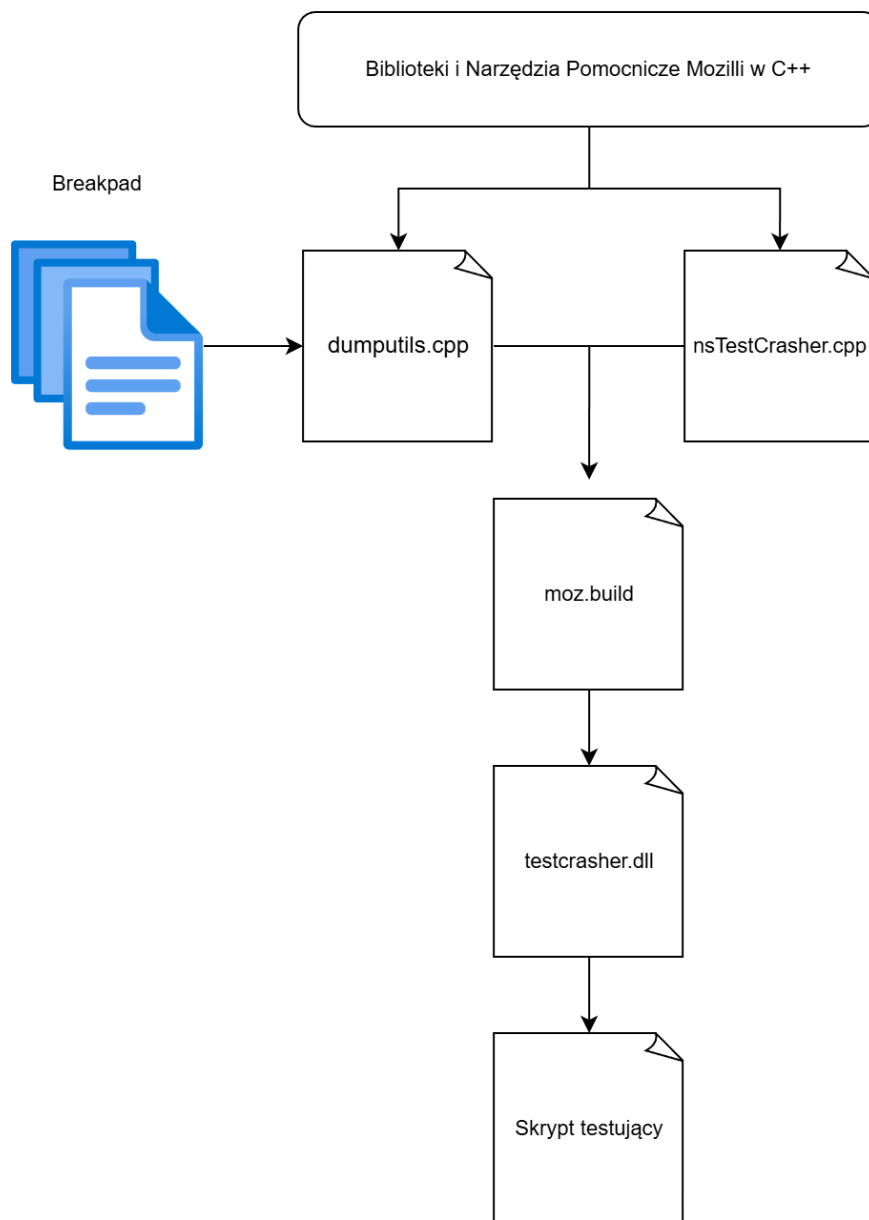 Biblioteki i Narzędzia Pomocnicze Mozilli w C++
Breakpad
dumputils.cpp
nsTestCrasher.cpp
moz.build
testcrasher.dll
Skrypt testujący